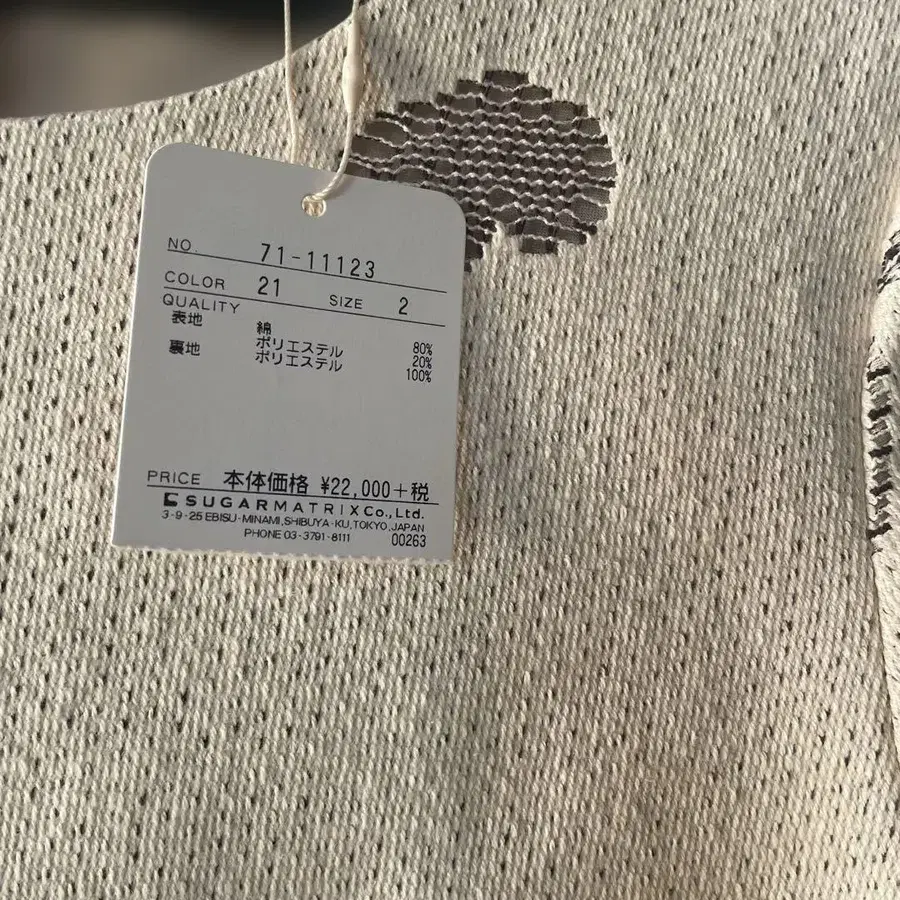 NO. 71-11123
COLOR 21 SIZE 2
QUALITY
表地 綿 80%
ポリエステル 20%
裏地 ポリエステル 100%
PRICE 本体価格 ¥22,000+税
SUGARMATRIX Co., Ltd.
3-9-25 EBISU-MINAMI, SHIBUYA-KU, TOKYO, JAPAN
PHONE 03-3791-8111 00263